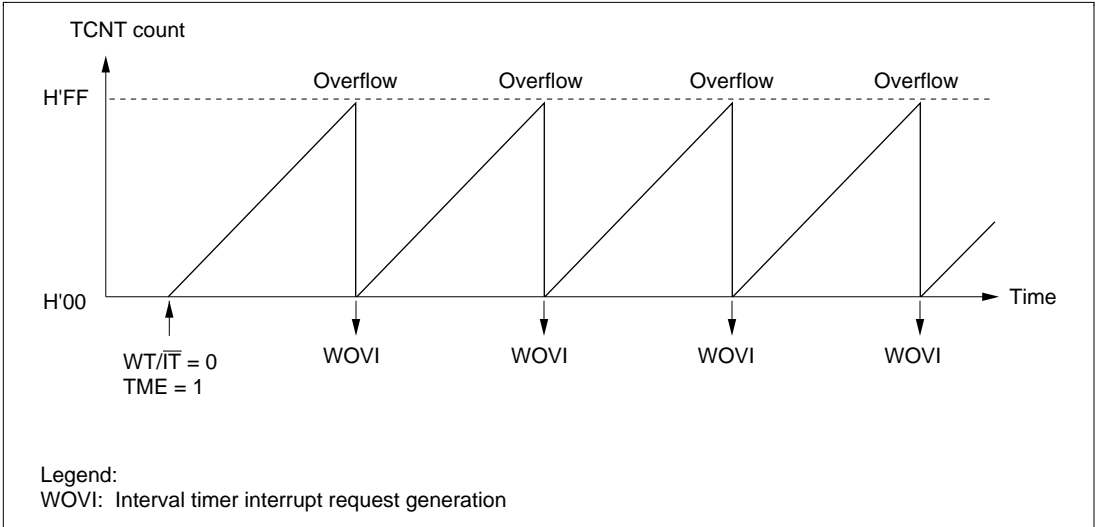 TCNT count
Overflow Overflow Overflow Overflow
H'FF
H'00
Time
WT/I̅T̅ = 0
TME = 1
WOVI WOVI WOVI WOVI
Legend:
WOVI: Interval timer interrupt request generation